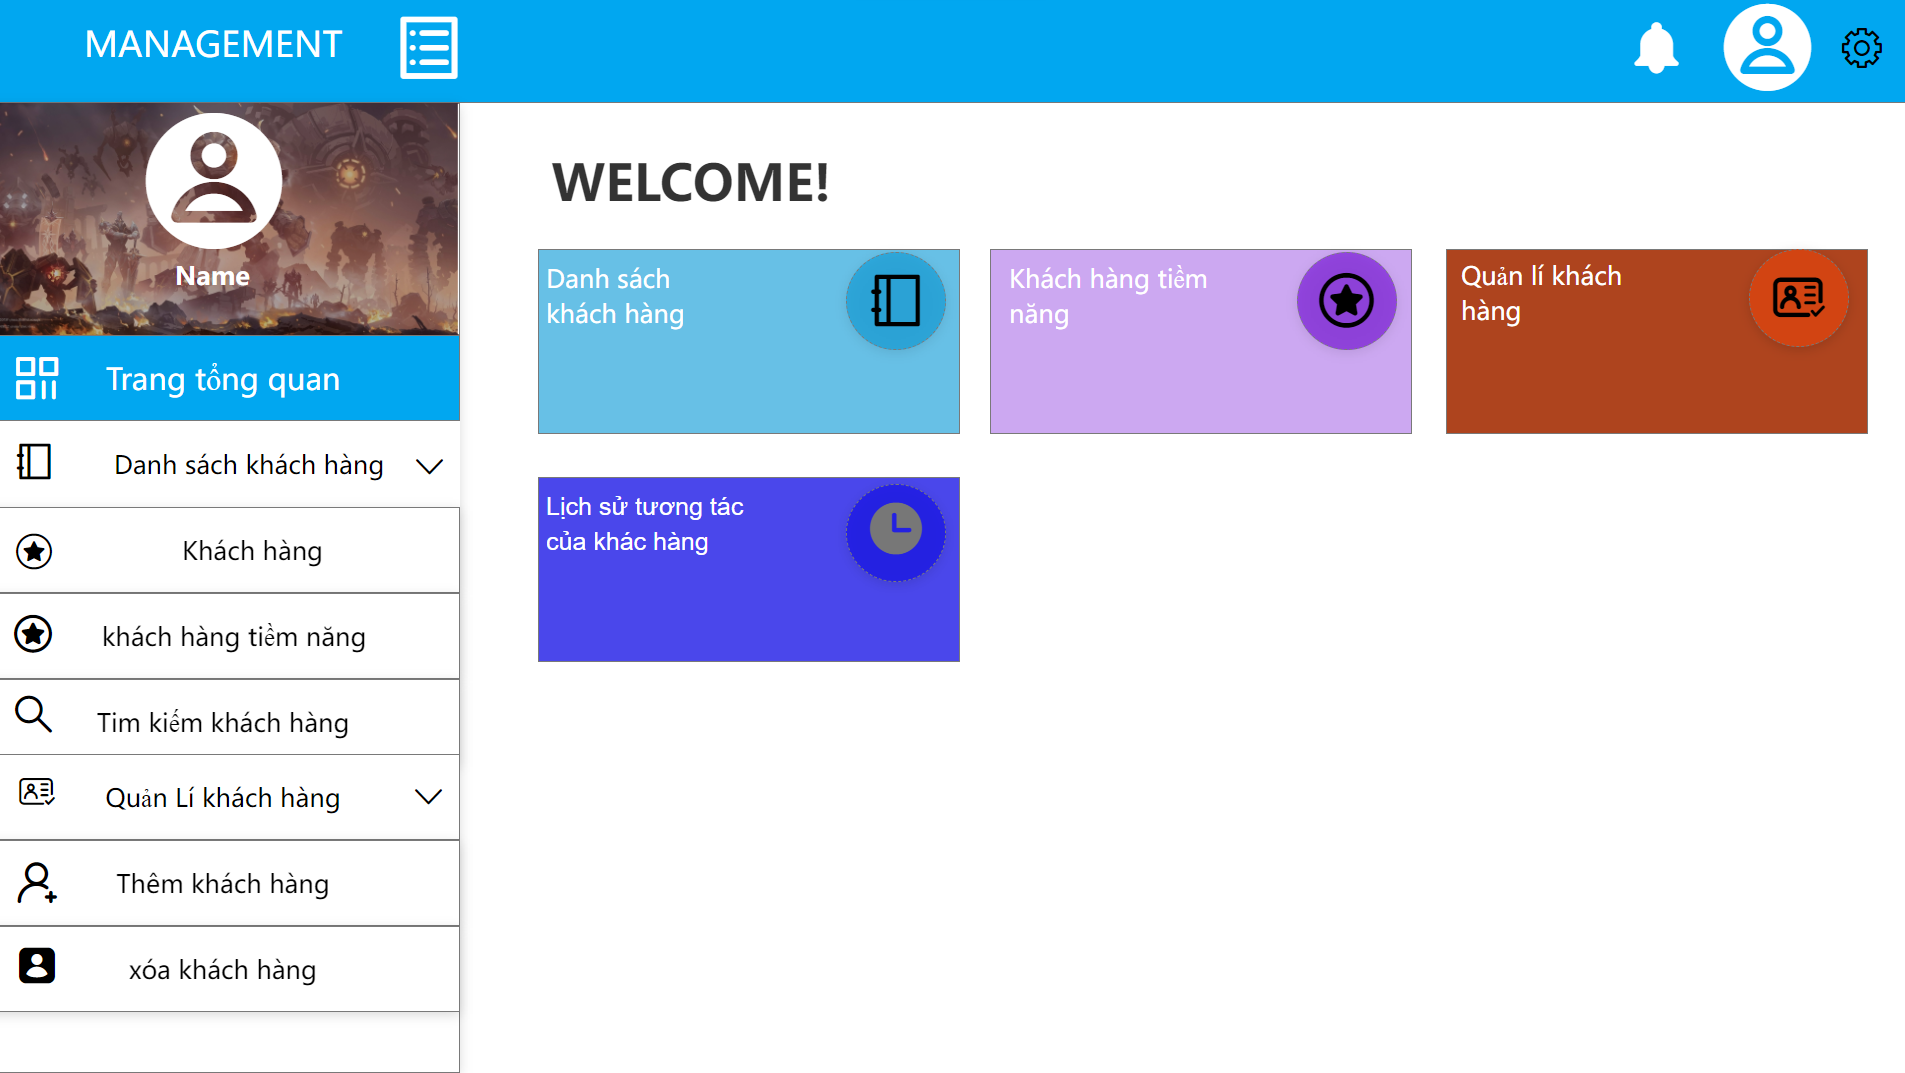 MANAGEMENT
Name
Trang tổng quan
Danh sách khách hàng
Khách hàng
khách hàng tiềm năng
Tim kiếm khách hàng
Quản Lí khách hàng
Thêm khách hàng
xóa khách hàng
WELCOME!
Danh sách
khách hàng
Khách hàng tiềm
năng
Quản lí khách
hàng
Lịch sử tương tác
của khác hàng